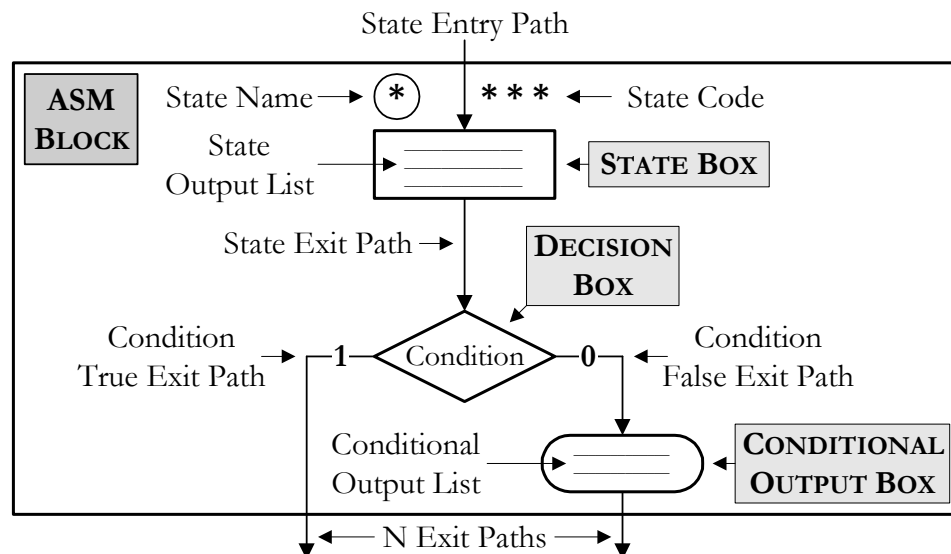 State Entry Path
ASM
BLOCK
State Name
*
* * *
State Code
State
Output List
STATE BOX
State Exit Path
DECISION
BOX
Condition
True Exit Path
1
Condition
0
Condition
False Exit Path
Conditional
Output List
CONDITIONAL
OUTPUT BOX
N Exit Paths